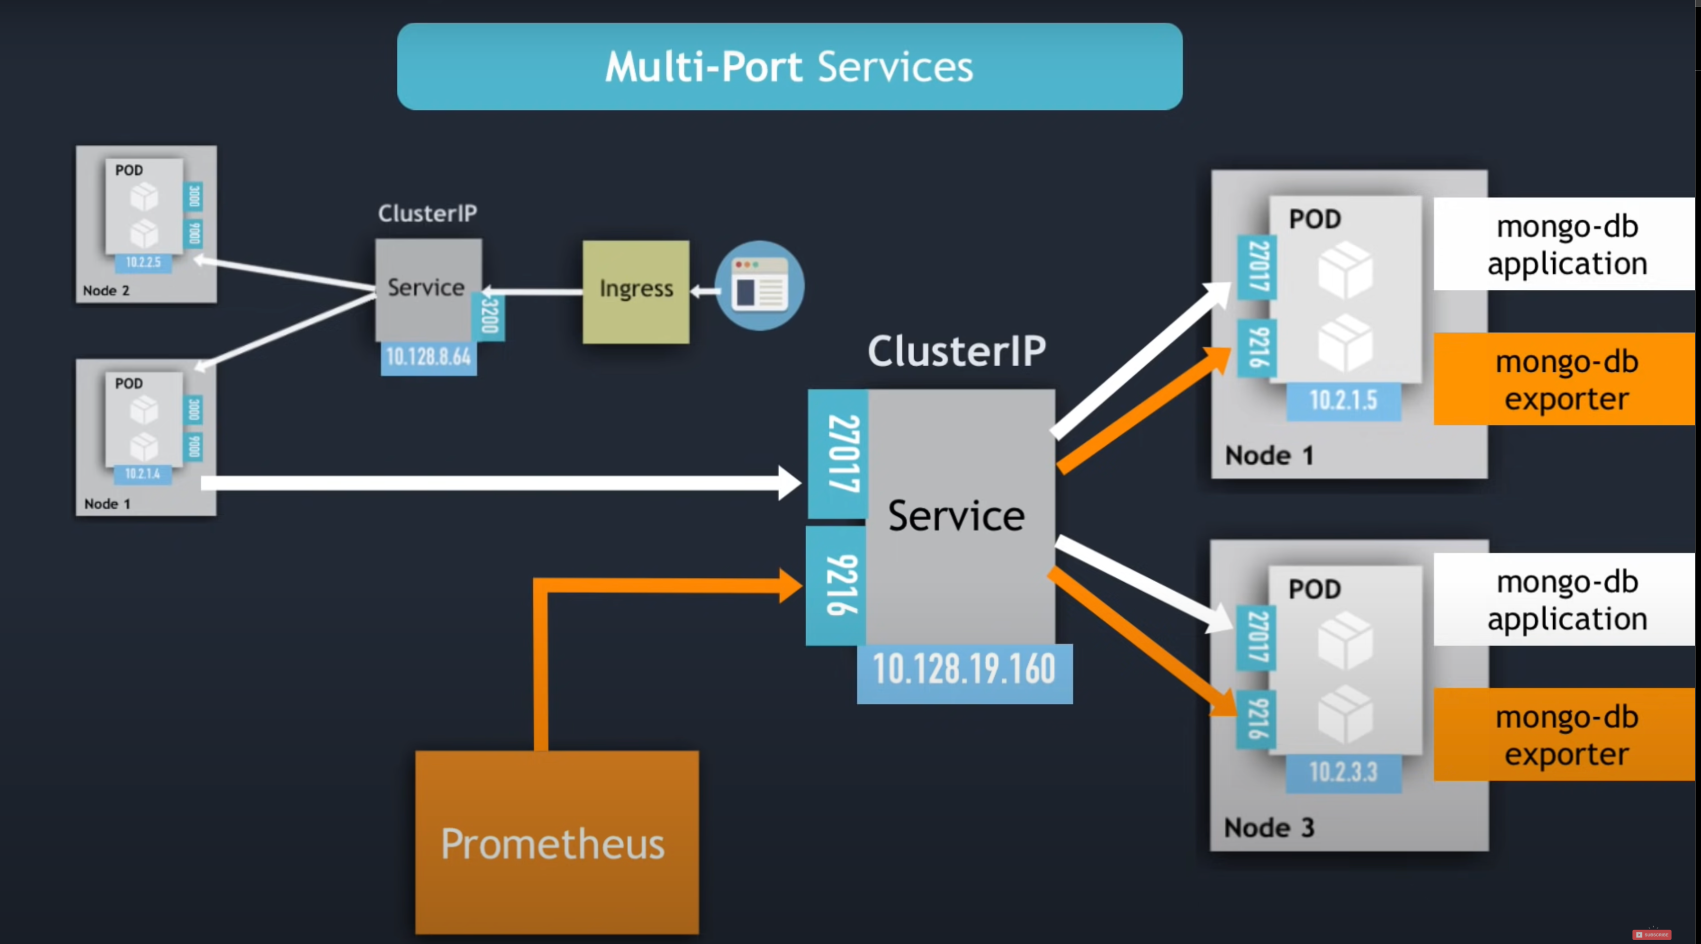 Multi-Port Services
POD
3000
9000
10.2.2.5
Node 2
ClusterIP
Service
3200
10.128.8.64
Ingress
POD
3000
9000
10.2.1.4
Node 1
ClusterIP
27017
9216
Service
10.128.19.160
Prometheus
POD
27017
9216
10.2.1.5
Node 1
mongo-db
application
mongo-db
exporter
POD
27017
9216
10.2.3.3
Node 3
mongo-db
application
mongo-db
exporter
SUBSCRIBE